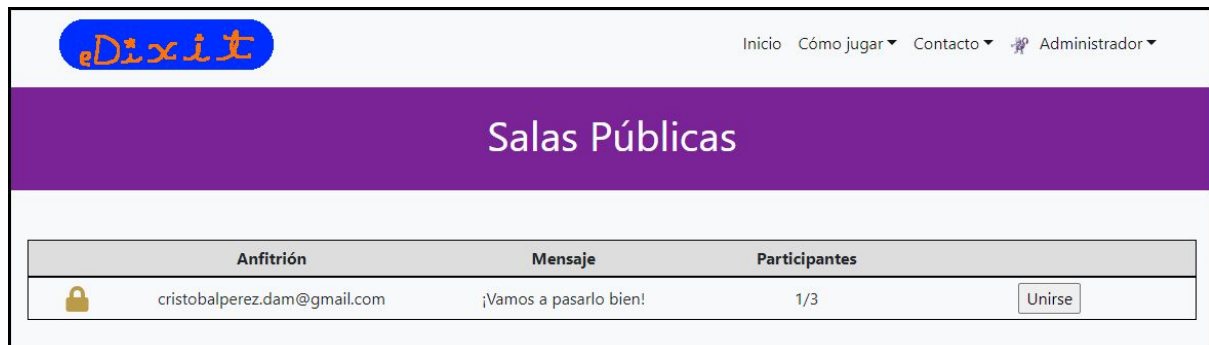 eDixit
Inicio Cómo jugar Contacto Administrador
Salas Públicas
Anfitrión Mensaje Participantes
cristobalperez.dam@gmail.com ¡Vamos a pasarlo bien! 1/3 Unirse